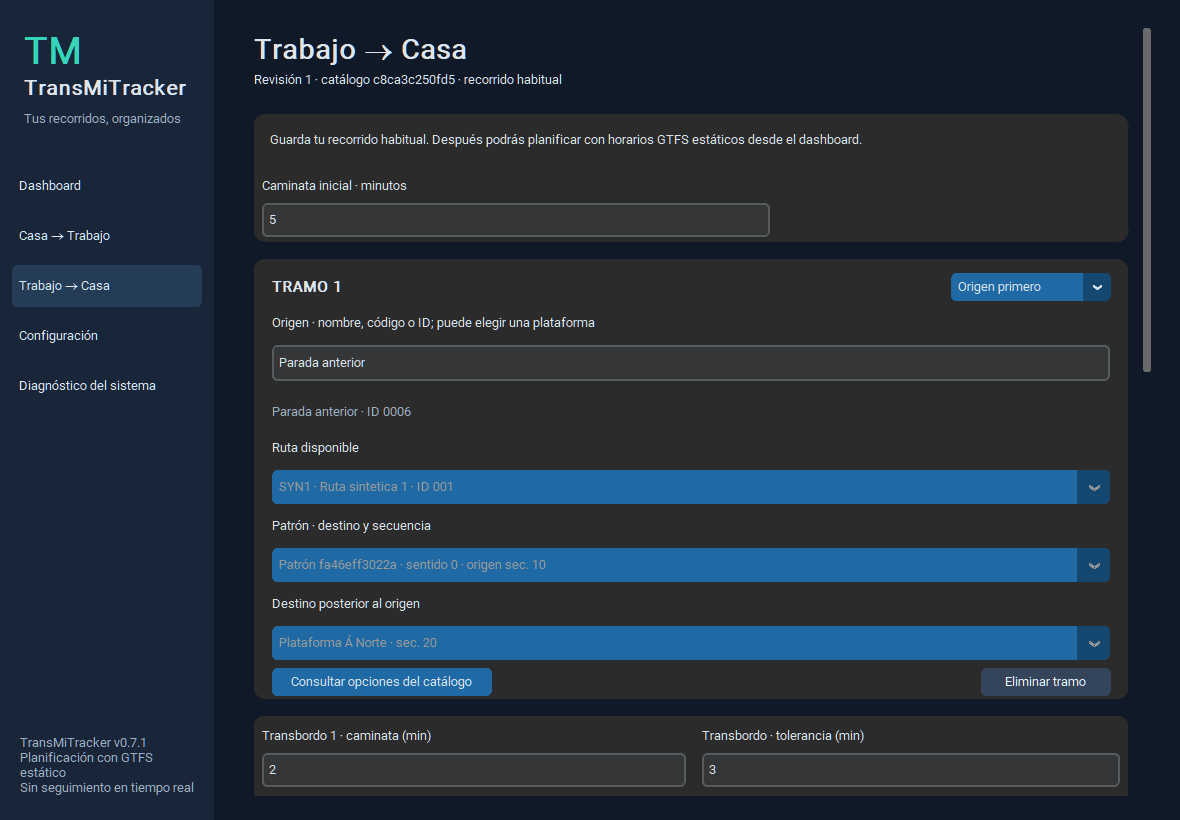 TM
TransMiTracker
Tus recorridos, organizados
Dashboard
Casa → Trabajo
Trabajo → Casa
Configuración
Diagnóstico del sistema
TransMiTracker v0.7.1
Planificación con GTFS
estático
Sin seguimiento en tiempo real
Trabajo → Casa
Revisión 1 · catálogo c8ca3c250fd5 · recorrido habitual
Guarda tu recorrido habitual. Después podrás planificar con horarios GTFS estáticos desde el dashboard.
Caminata inicial · minutos
5
TRAMO 1
Origen primero
Origen · nombre, código o ID; puede elegir una plataforma
Parada anterior
Parada anterior · ID 0006
Ruta disponible
SYN1 · Ruta sintetica 1 · ID 001
Patrón · destino y secuencia
Patrón fa46eff3022a · sentido 0 · origen sec. 10
Destino posterior al origen
Plataforma Á Norte · sec. 20
Consultar opciones del catálogo
Eliminar tramo
Transbordo 1 · caminata (min)
Transbordo · tolerancia (min)
2
3